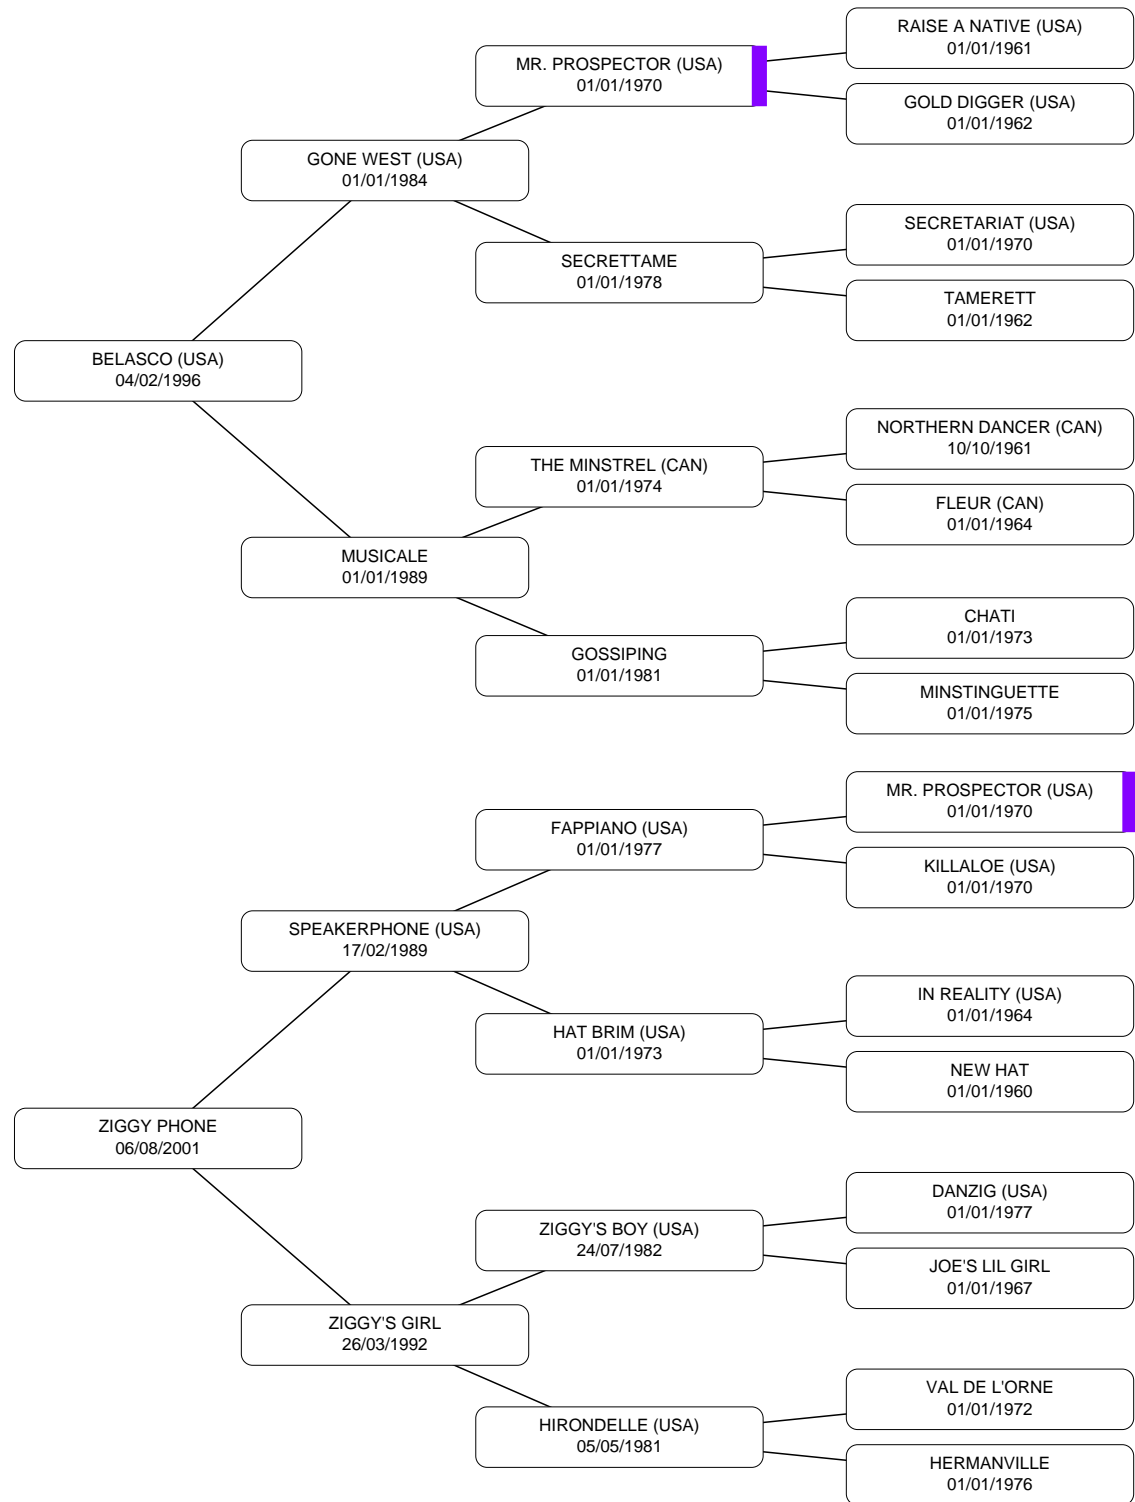 RAISE A NATIVE (USA)
01/01/1961
MR. PROSPECTOR (USA)
01/01/1970
GOLD DIGGER (USA)
01/01/1962
GONE WEST (USA)
01/01/1984
SECRETARIAT (USA)
01/01/1970
SECRETTAME
01/01/1978
TAMERETT
01/01/1962
BELASCO (USA)
04/02/1996
NORTHERN DANCER (CAN)
10/10/1961
THE MINSTREL (CAN)
01/01/1974
FLEUR (CAN)
01/01/1964
MUSICALE
01/01/1989
CHATI
01/01/1973
GOSSIPING
01/01/1981
MINSTINGUETTE
01/01/1975
MR. PROSPECTOR (USA)
01/01/1970
FAPPIANO (USA)
01/01/1977
KILLALOE (USA)
01/01/1970
SPEAKERPHONE (USA)
17/02/1989
IN REALITY (USA)
01/01/1964
HAT BRIM (USA)
01/01/1973
NEW HAT
01/01/1960
ZIGGY PHONE
06/08/2001
DANZIG (USA)
01/01/1977
ZIGGY'S BOY (USA)
24/07/1982
JOE'S LIL GIRL
01/01/1967
ZIGGY'S GIRL
26/03/1992
VAL DE L'ORNE
01/01/1972
HIRONDELLE (USA)
05/05/1981
HERMANVILLE
01/01/1976